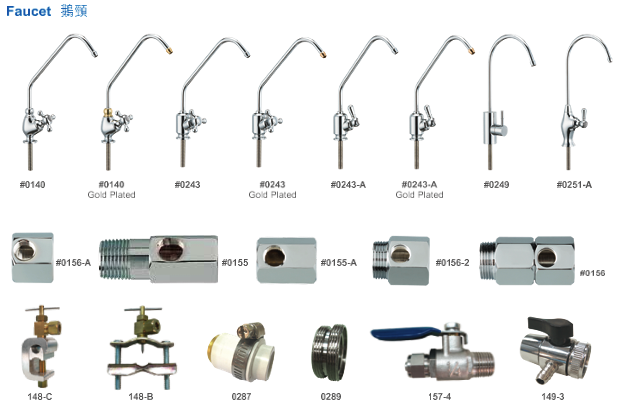 Faucet 鵝頸
#0140
#0140
Gold Plated
#0243
#0243
Gold Plated
#0243-A
#0243-A
Gold Plated
#0249
#0251-A
#0156-A
#0155
#0155-A
#0156-2
#0156
148-C
148-B
0287
0289
157-4
149-3